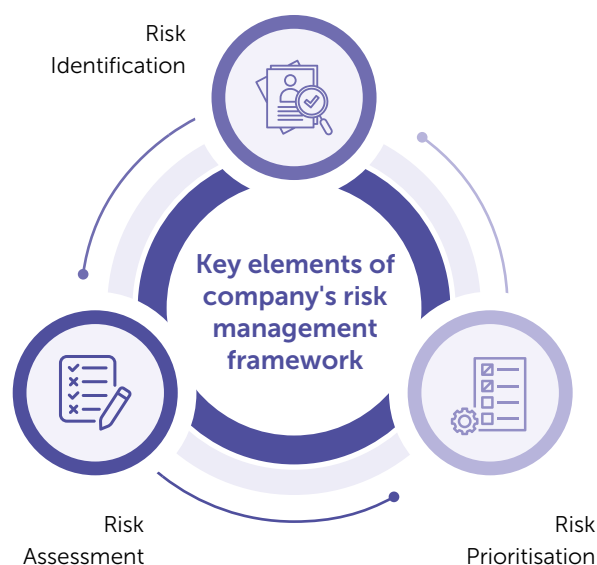 Risk
Identification
Key elements of
company's risk
management
framework
Risk
Assessment
Risk
Prioritisation